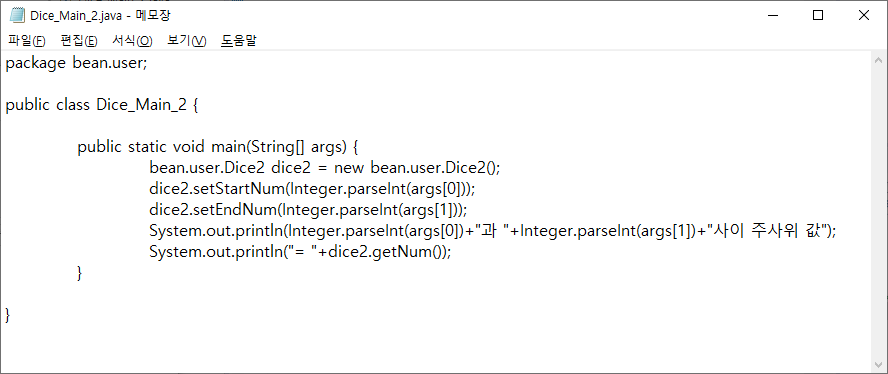 Dice_Main_2.java - 메모장
파일(F) 편집(E) 서식(O) 보기(V) 도움말
package bean.user;
public class Dice_Main_2 {
public static void main(String[] args) {
bean.user.Dice2 dice2 = new bean.user.Dice2();
dice2.setStartNum(Integer.parseInt(args[0]));
dice2.setEndNum(Integer.parseInt(args[1]));
System.out.println(Integer.parseInt(args[0])+"과 "+Integer.parseInt(args[1])+"사이 주사위 값");
System.out.println("= "+dice2.getNum());
}
}